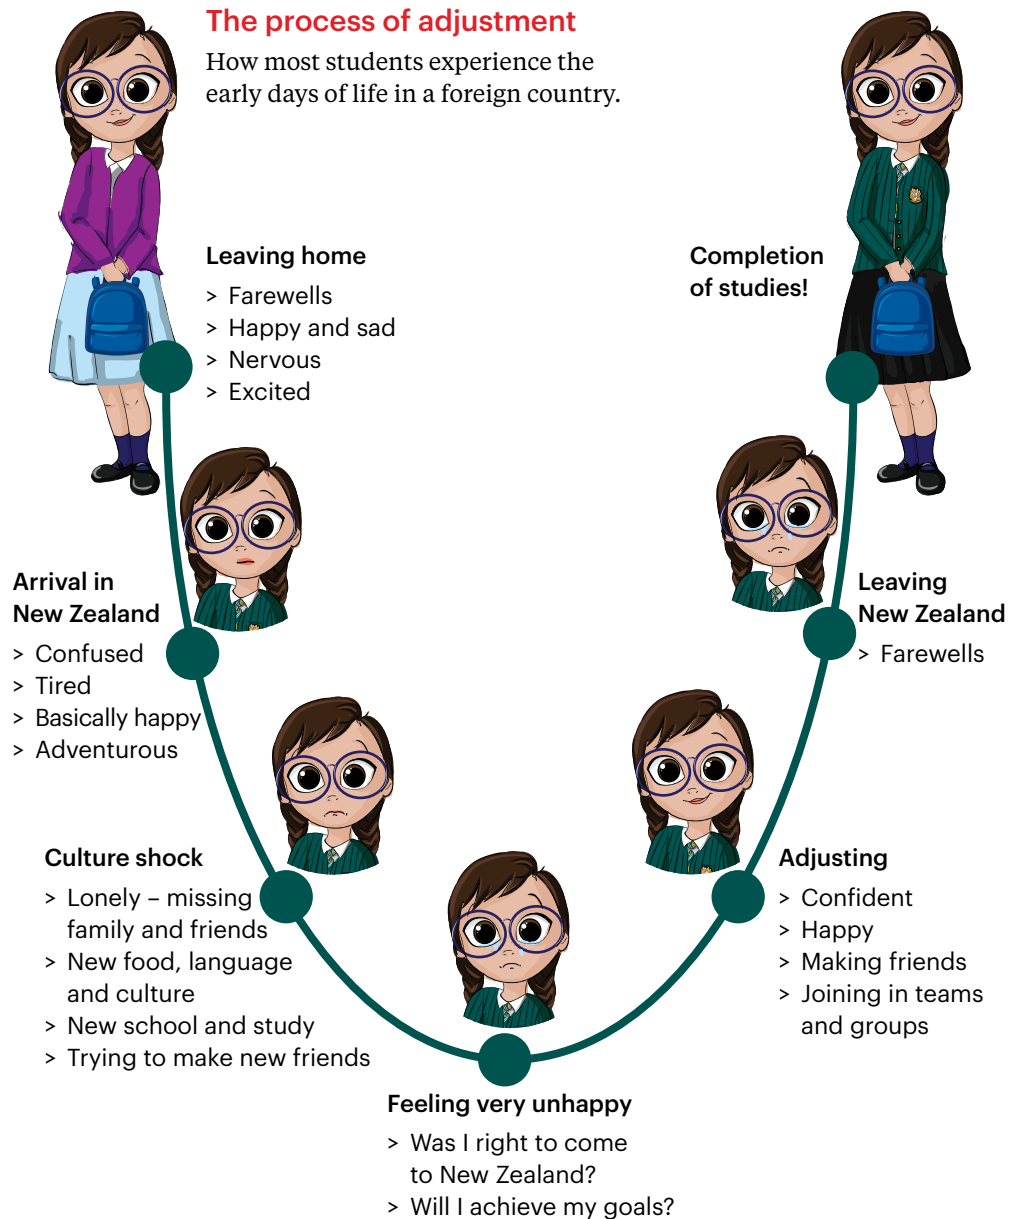 The process of adjustment
How most students experience the
early days of life in a foreign country.
Leaving home
> Farewells
> Happy and sad
> Nervous
> Excited
Arrival in
New Zealand
> Confused
> Tired
> Basically happy
> Adventurous
Culture shock
> Lonely – missing
family and friends
> New food, language
and culture
> New school and study
> Trying to make new friends
Feeling very unhappy
> Was I right to come
to New Zealand?
> Will I achieve my goals?
Adjusting
> Confident
> Happy
> Making friends
> Joining in teams
and groups
Leaving
New Zealand
> Farewells
Completion
of studies!